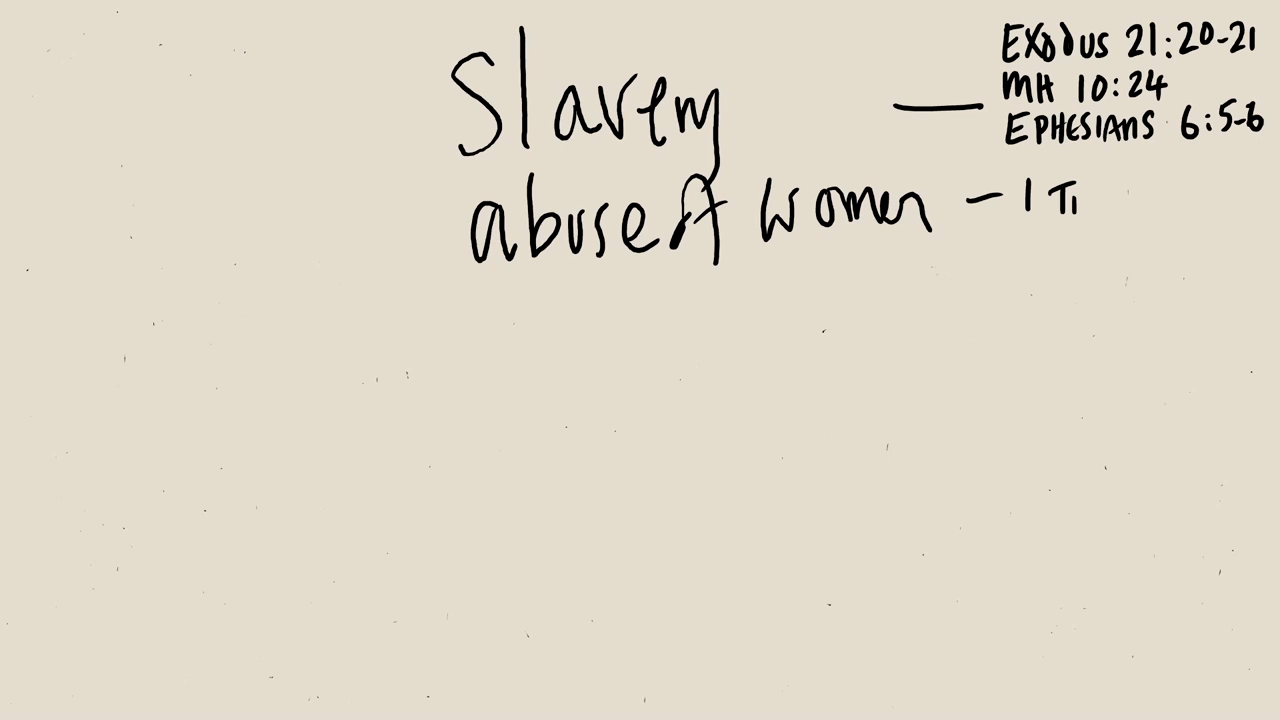 Slavery
EXODUS 21:20-21
MH 10:24
EPHESIANS 6:5-6
abuse of women - 1 Ti